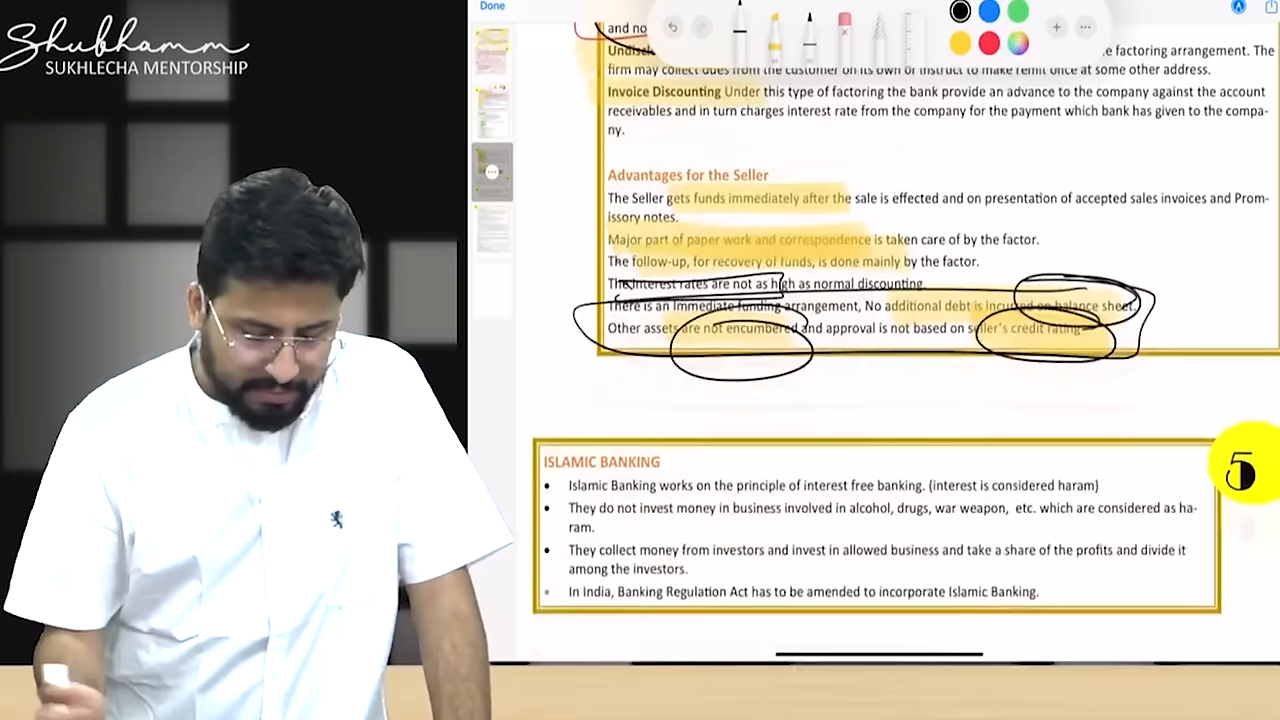 Shubhamm
SUKHLECHA MENTORSHIP
Done
and no
e factoring arrangement. The
firm may collect dues from the customer on its own or instruct to make remit once at some other address.
Invoice Discounting Under this type of factoring the bank provide an advance to the company against the account
receivables and in turn charges interest rate from the company for the payment which bank has given to the compa-
ny.
Advantages for the Seller
The Seller gets funds immediately after the sale is effected and on presentation of accepted sales invoices and Prom-
issory notes.
Major part of paper work and correspondence is taken care of by the factor.
The follow-up, for recovery of funds, is done mainly by the factor.
The Interest rates are not as high as normal discounting.
There is an immediate funding arrangement, No additional debt is incurred on balance sheet.
Other assets are not encumbered and approval is not based on seller's credit rating
ISLAMIC BANKING
5
• Islamic Banking works on the principle of interest free banking. (interest is considered haram)
• They do not invest money in business involved in alcohol, drugs, war weapon, etc. which are considered as ha-
ram.
• They collect money from investors and invest in allowed business and take a share of the profits and divide it
among the investors.
• In India, Banking Regulation Act has to be amended to incorporate Islamic Banking.